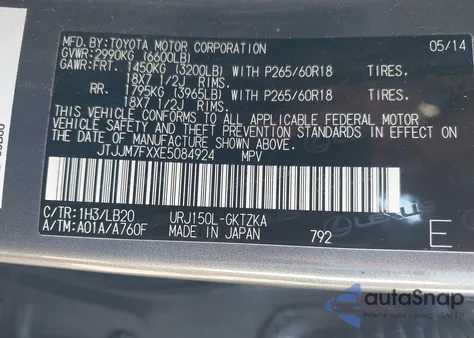 MFD.BY:TOYOTA MOTOR CORPORATION 05/14
GVWR:2990KG (6600LB)
GAWR:FRT. 1450KG (3200LB) WITH P265/60R18 TIRES,
18X7 1/2J RIMS.
RR. 1795KG (3965LB) WITH P265/60R18 TIRES,
18X7 1/2J RIMS.
THIS VEHICLE CONFORMS TO ALL APPLICABLE FEDERAL MOTOR
VEHICLE SAFETY AND BUMPER STANDARDS IN EFFECT ON
THE DATE OF MANUFACTURE SHOWN ABOVE.
JTJJM7FXXE5084924 MPV
C/TR:1H3/LB20 URJ150L-GKTZKA
A/TM:A01A/A760F MADE IN JAPAN 792 E
LEXUS
autoSnap